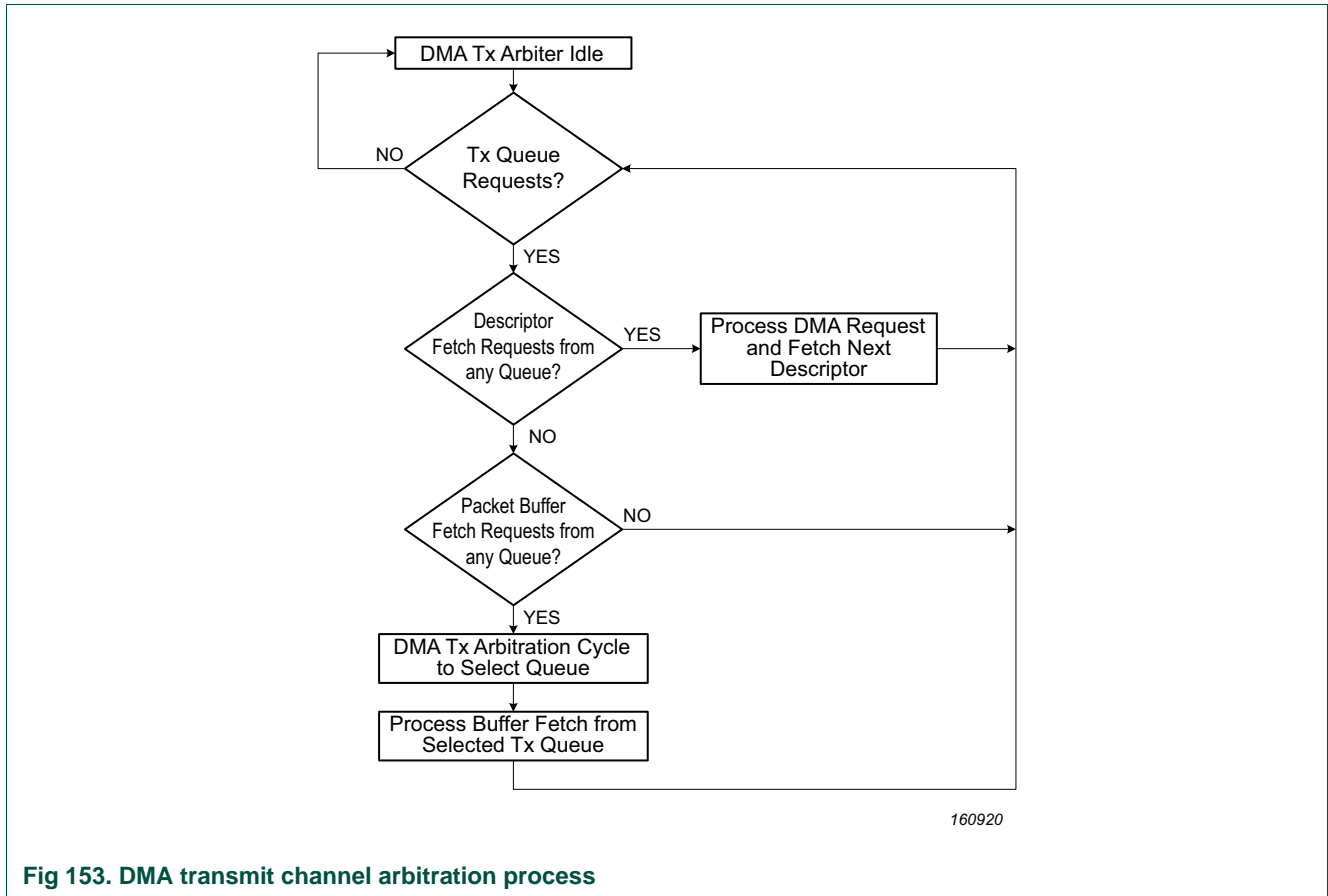 DMA Tx Arbiter Idle
NO
Tx Queue
Requests?
YES
Descriptor
Fetch Requests from
any Queue?
YES
Process DMA Request
and Fetch Next
Descriptor
NO
Packet Buffer
Fetch Requests from
any Queue?
NO
YES
DMA Tx Arbitration Cycle
to Select Queue
Process Buffer Fetch from
Selected Tx Queue
160920
Fig 153. DMA transmit channel arbitration process